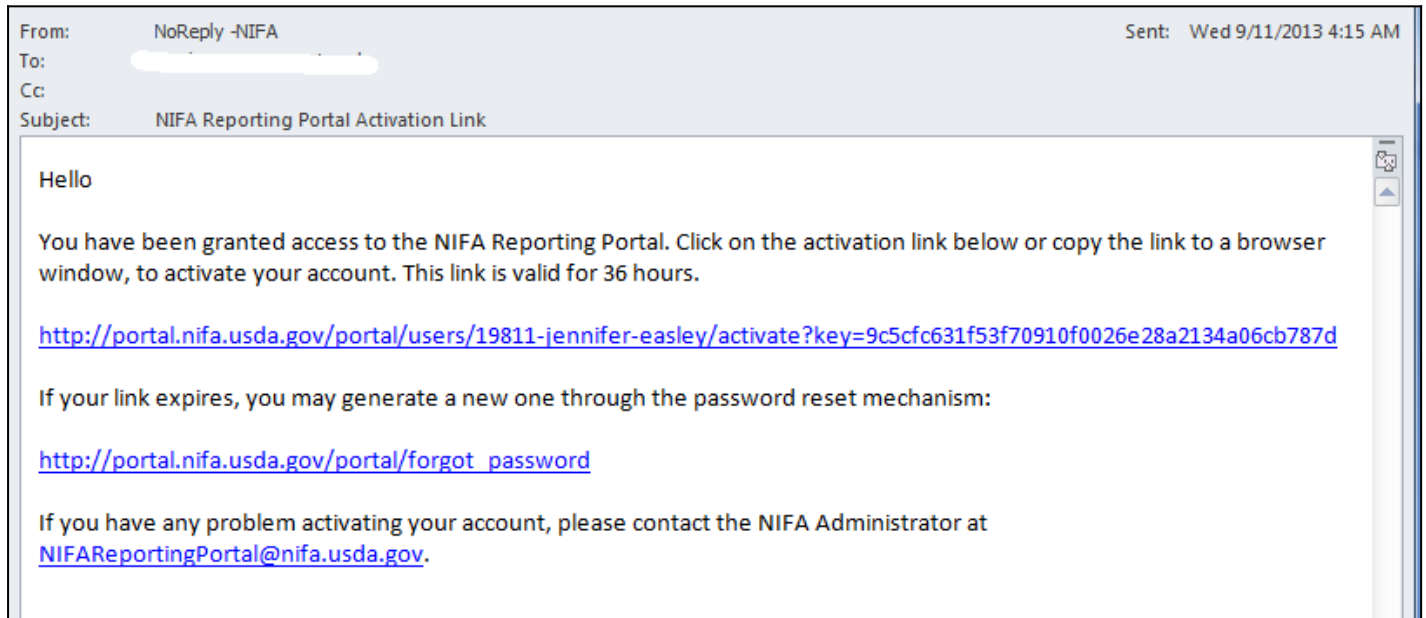 From: NoReply -NIFA Sent: Wed 9/11/2013 4:15 AM
To:
Cc:
Subject: NIFA Reporting Portal Activation Link
Hello
You have been granted access to the NIFA Reporting Portal. Click on the activation link below or copy the link to a browser
window, to activate your account. This link is valid for 36 hours.
http://portal.nifa.usda.gov/portal/users/19811-jennifer-easley/activate?key=9c5cfc631f53f70910f0026e28a2134a06cb787d
If your link expires, you may generate a new one through the password reset mechanism:
http://portal.nifa.usda.gov/portal/forgot_password
If you have any problem activating your account, please contact the NIFA Administrator at
NIFAReportingPortal@nifa.usda.gov.